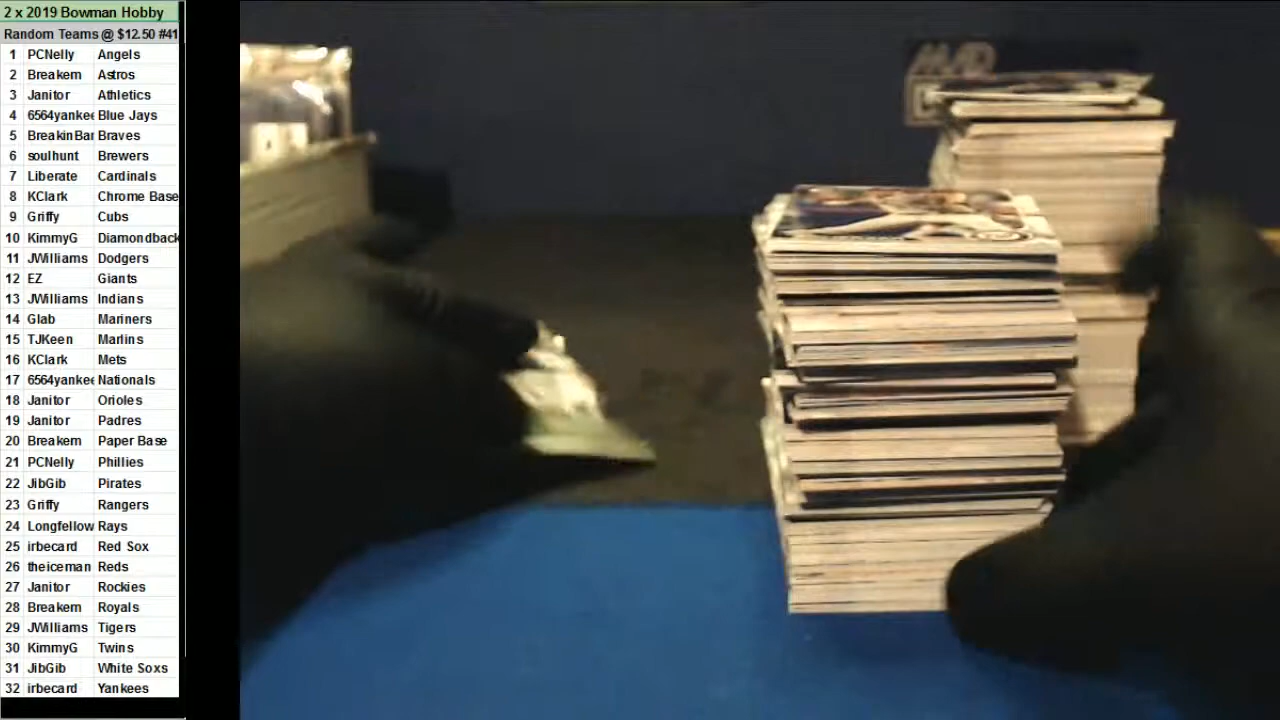 2 x 2019 Bowman Hobby
Random Teams @ $12.50 #41
1 PCNelly Angels
2 Breakem Astros
3 Janitor Athletics
4 6564yankee Blue Jays
5 BreakinBar Braves
6 soulhunt Brewers
7 Liberate Cardinals
8 KClark Chrome Base
9 Griffy Cubs
10 KimmyG Diamondback
11 JWilliams Dodgers
12 EZ Giants
13 JWilliams Indians
14 Glab Mariners
15 TJKeen Marlins
16 KClark Mets
17 6564yankee Nationals
18 Janitor Orioles
19 Janitor Padres
20 Breakem Paper Base
21 PCNelly Phillies
22 JibGib Pirates
23 Griffy Rangers
24 Longfellow Rays
25 irbecard Red Sox
26 theiceman Reds
27 Janitor Rockies
28 Breakem Royals
29 JWilliams Tigers
30 KimmyG Twins
31 JibGib White Soxs
32 irbecard Yankees
MAD